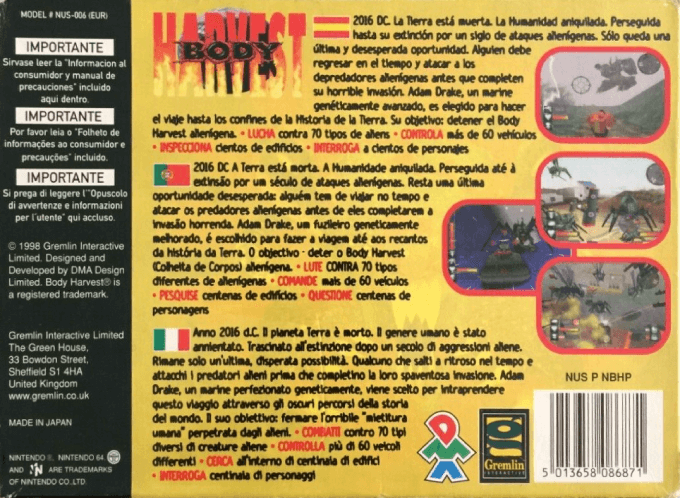 MODEL # NUS-006 (EUR)
IMPORTANTE
Sirvase leer la "Informacion al
consumidor y manual de
precauciones" incluido
aqui dentro.
IMPORTANTE
Por favor leia o "Folheto de
informações ao consumidor e
precauções" incluido.
IMPORTANTE
Si prega di leggere l'"Opuscolo
di avvertenze e informazioni
per l'utente" qui accluso.
© 1998 Gremlin Interactive
Limited. Designed and
Developed by DMA Design
Limited. Body Harvest® is
a registered trademark.
Gremlin Interactive Limited
The Green House,
33 Bowdon Street,
Sheffield S1 4HA
United Kingdom
www.gremlin.co.uk
MADE IN JAPAN
NINTENDO ®, NINTENDO 64,
AND N ARE TRADEMARKS
OF NINTENDO CO.,LTD
HARVEST
BODY
2016 DC. La Tierra está muerta. La Humanidad aniquilada. Perseguida
hasta su extinción por un siglo de ataques alienígenas. Sólo queda una
última y desesperada oportunidad. Alguien debe
regresar en el tiempo y atacar a los
depredadores alienígenas antes que completen
su horrible invasión. Adam Drake, un marine
genéticamente avanzado, es elegido para hacer
el viaje hasta los confines de la Historia de la Tierra. Su objetivo: detener el Body
Harvest alienígena. • LUCHA contra 70 tipos de aliens • CONTROLA más de 60 vehículos
• INSPECCIONA cientos de edificios • INTERROGA a cientos de personajes
2016 DC A Terra está morta. A Humanidade aniquilada. Perseguida até à
extinsão por um século de ataques alienígenas. Resta uma última
oportunidade desesperada: alguém tem de viajar no tempo e
atacar os predadores alienígenas antes de eles completarem a
invasão horrenda. Adam Drake, um fuzileiro geneticamente
melhorado, é escolhido para fazer a viagem até aos recantos
da história da Terra. O objectivo - deter o Body Harvest
(Colheita de Corpos) alienígena. • LUTE CONTRA 70 tipos
diferentes de alienígenas • COMANDE mais de 60 veículos
• PESQUISE centenas de edifícios • QUESTIONE centenas de
personagens
Anno 2016 d.C. Il pianeta Terra è morto. Il genere umano è stato
annientato. Trascinato all'estinzione dopo un secolo di aggressioni aliene.
Rimane solo un'ultima, disperata possibilità. Qualcuno che salti a ritroso nel tempo e
attacchi i predatori alieni prima che completino la loro spaventosa invasione. Adam
Drake, un marine perfezionato geneticamente, viene scelto per intraprendere
questo viaggio attraverso gli oscuri percorsi della storia
del mondo. Il suo obiettivo: fermare l'orribile "mietitura
umana" perpetrata dagli alieni. • COMBATTI contro 70 tipi
diversi di creature aliene • CONTROLLA più di 60 veicoli
differenti • CERCA all'interno di centinaia di edifici
• INTERROGA centinaia di personaggi
DMA
Gremlin
INTERACTIVE
NUS P NBHP
5 013658 086871